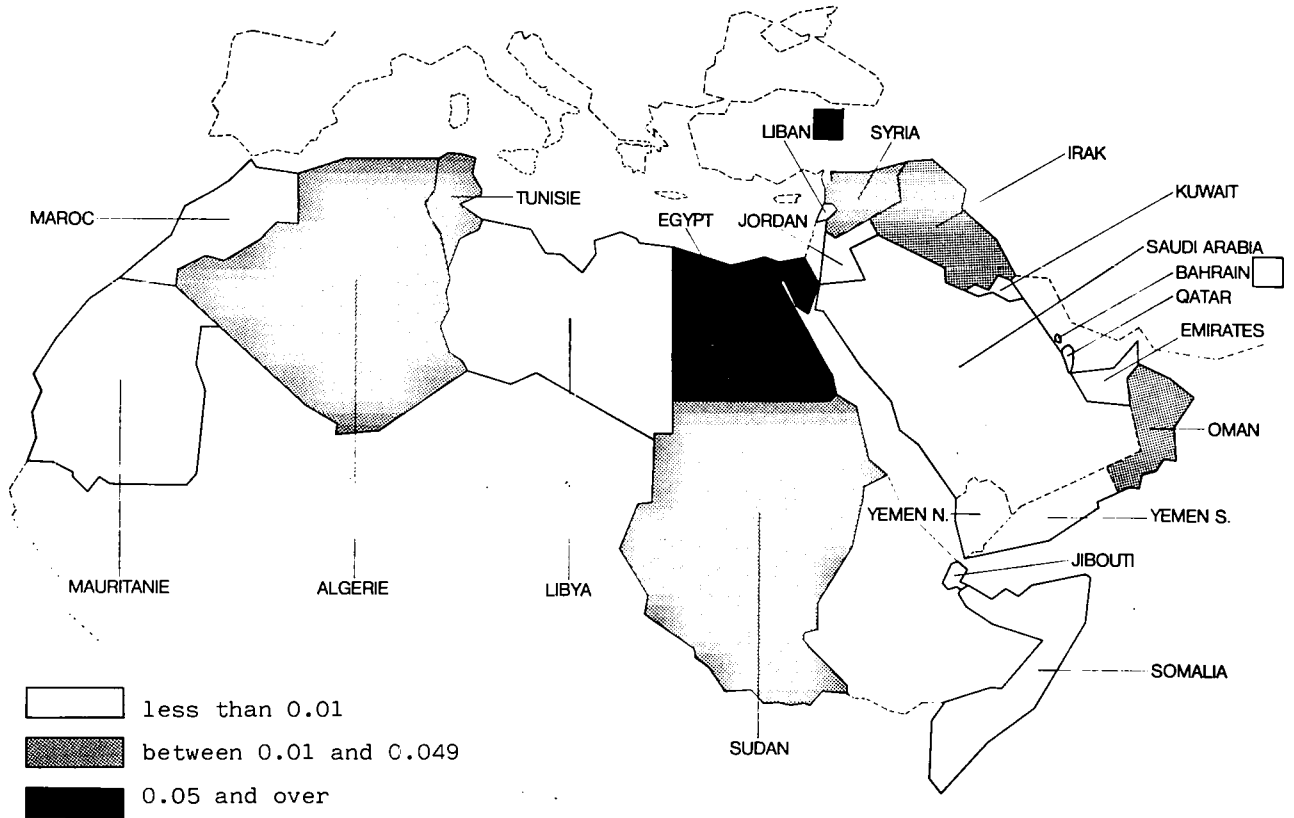 LIBAN
SYRIA
IRAK
KUWAIT
MAROC
TUNISIE
EGYPT
JORDAN
SAUDI ARABIA
BAHRAIN
QATAR
EMIRATES
OMAN
YEMEN N.
YEMEN S.
JIBOUTI
MAURITANIE
ALGERIE
LIBYA
SOMALIA
SUDAN
less than 0.01
between 0.01 and 0.049
0.05 and over